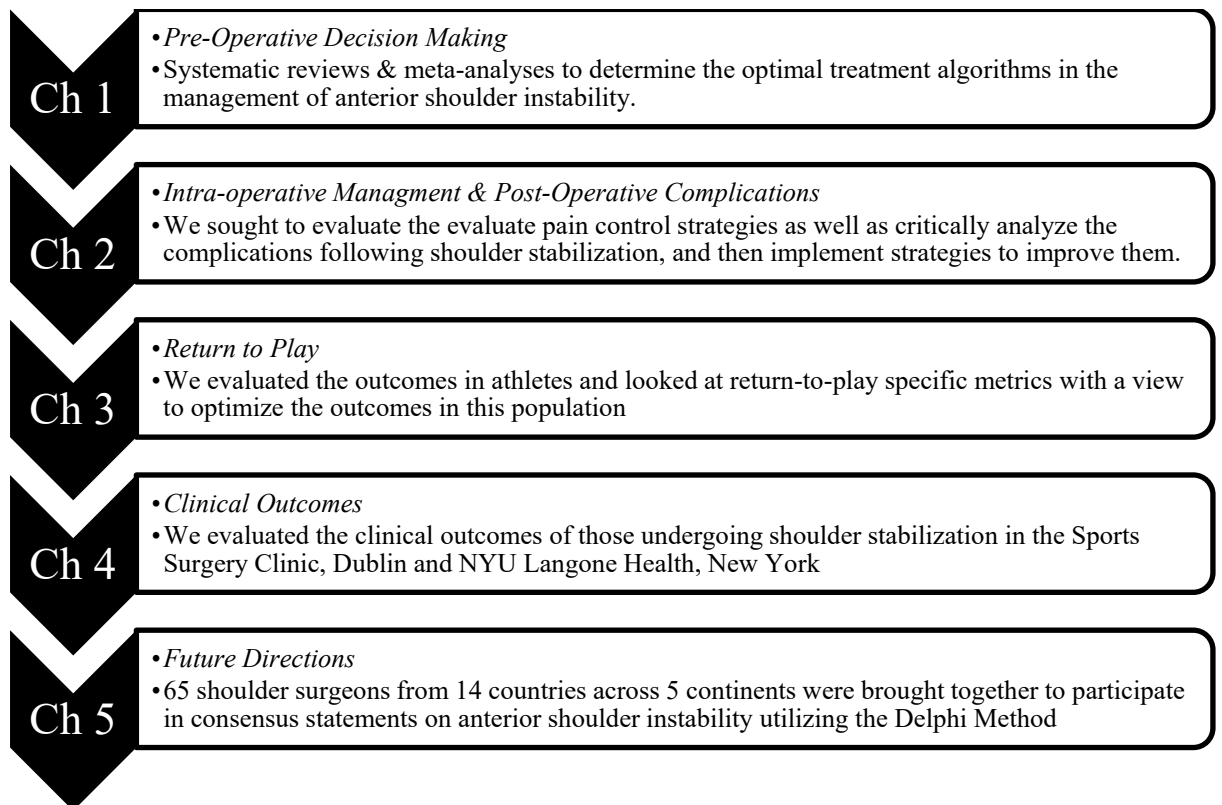 Ch 1
•Pre-Operative Decision Making
•Systematic reviews & meta-analyses to determine the optimal treatment algorithms in the
management of anterior shoulder instability.
Ch 2
•Intra-operative Managment & Post-Operative Complications
•We sought to evaluate the evaluate pain control strategies as well as critically analyze the
complications following shoulder stabilization, and then implement strategies to improve them.
Ch 3
•Return to Play
•We evaluated the outcomes in athletes and looked at return-to-play specific metrics with a view
to optimize the outcomes in this population
Ch 4
•Clinical Outcomes
•We evaluated the clinical outcomes of those undergoing shoulder stabilization in the Sports
Surgery Clinic, Dublin and NYU Langone Health, New York
Ch 5
•Future Directions
•65 shoulder surgeons from 14 countries across 5 continents were brought together to participate
in consensus statements on anterior shoulder instability utilizing the Delphi Method